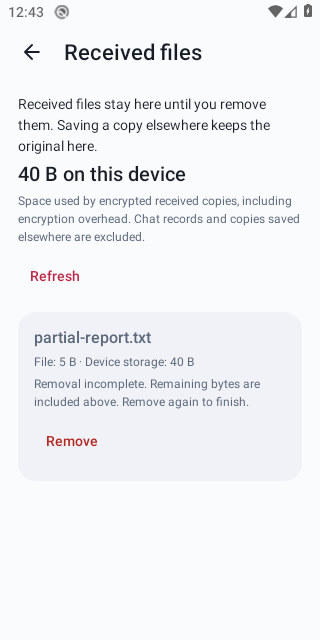 12:43
Received files
Received files stay here until you remove
them. Saving a copy elsewhere keeps the
original here.
40 B on this device
Space used by encrypted received copies, including
encryption overhead. Chat records and copies saved
elsewhere are excluded.
Refresh
partial-report.txt
File: 5 B · Device storage: 40 B
Removal incomplete. Remaining bytes are
included above. Remove again to finish.
Remove